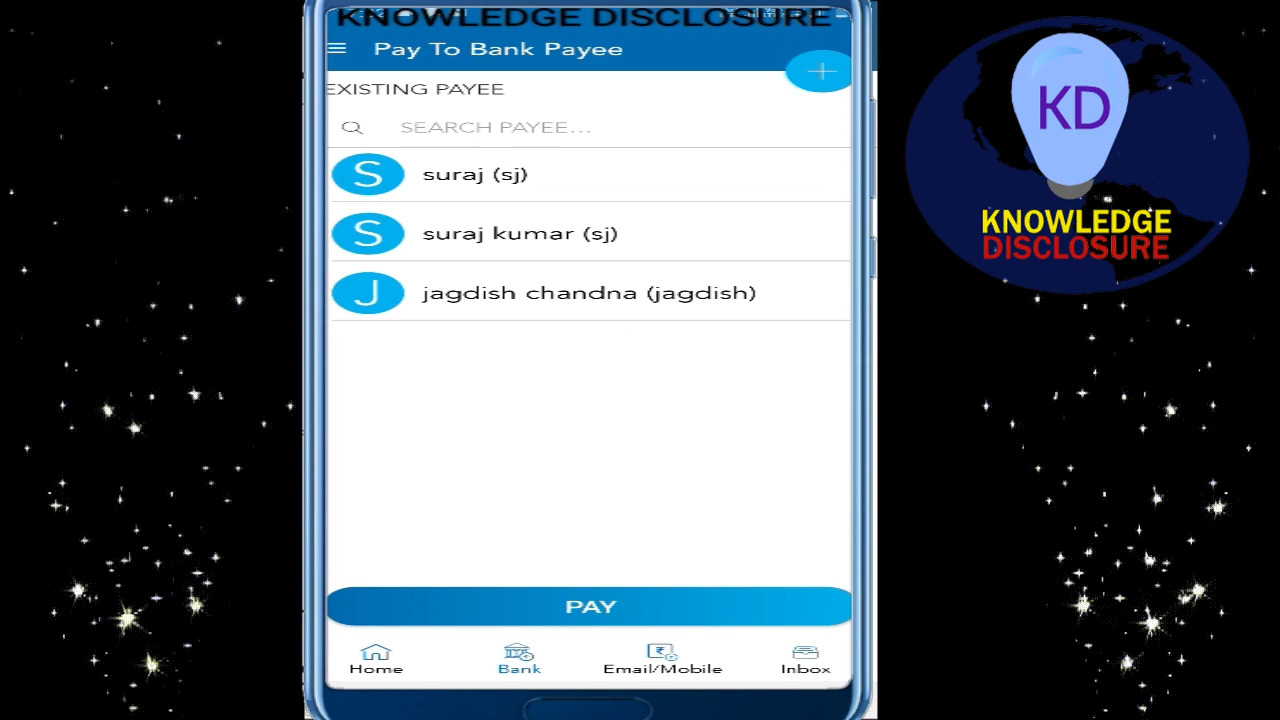 KNOWLEDGE DISCLOSURE
Pay To Bank Payee
EXISTING PAYEE
SEARCH PAYEE...
S suraj (sj)
S suraj kumar (sj)
J jagdish chandna (jagdish)
PAY
Home Bank Email/Mobile Inbox
KD
KNOWLEDGE
DISCLOSURE